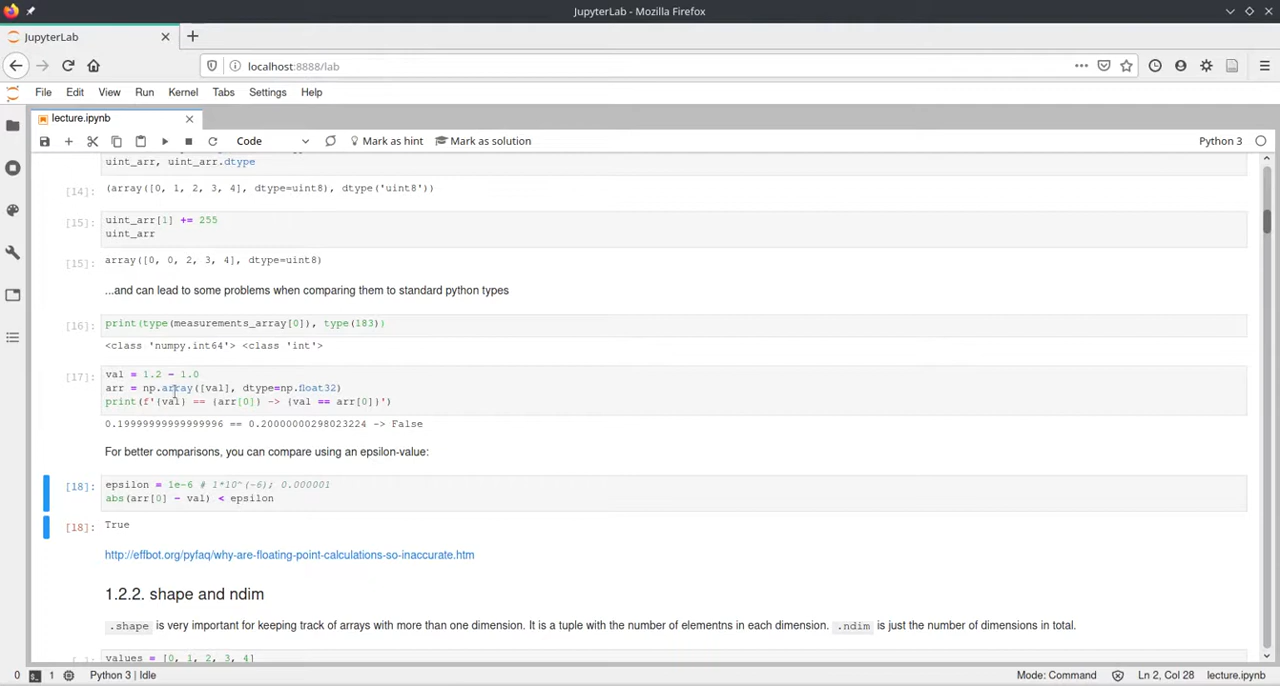 JupyterLab - Mozilla Firefox
JupyterLab
localhost:8888/lab
File Edit View Run Kernel Tabs Settings Help
lecture.ipynb
Code Mark as hint Mark as solution Python 3
uint_arr, uint_arr.dtype
[14]: (array([0, 1, 2, 3, 4], dtype=uint8), dtype('uint8'))
[15]: uint_arr[1] += 255
uint_arr
[15]: array([0, 0, 2, 3, 4], dtype=uint8)
...and can lead to some problems when comparing them to standard python types
[16]: print(type(measurements_array[0]), type(183))
<class 'numpy.int64'> <class 'int'>
[17]: val = 1.2 - 1.0
arr = np.array([val], dtype=np.float32)
print(f'{val} == {arr[0]} -> {val == arr[0]}')
0.19999999999999996 == 0.20000000298023224 -> False
For better comparisons, you can compare using an epsilon-value:
[18]: epsilon = 1e-6 # 1*10^(-6); 0.000001
abs(arr[0] - val) < epsilon
[18]: True
http://effbot.org/pyfaq/why-are-floating-point-calculations-so-inaccurate.htm
1.2.2. shape and ndim
.shape is very important for keeping track of arrays with more than one dimension. It is a tuple with the number of elementns in each dimension. .ndim is just the number of dimensions in total.
[ ]: values = [0, 1, 2, 3, 4]
0 1 Python 3 | Idle Mode: Command Ln 2, Col 28 lecture.ipynb